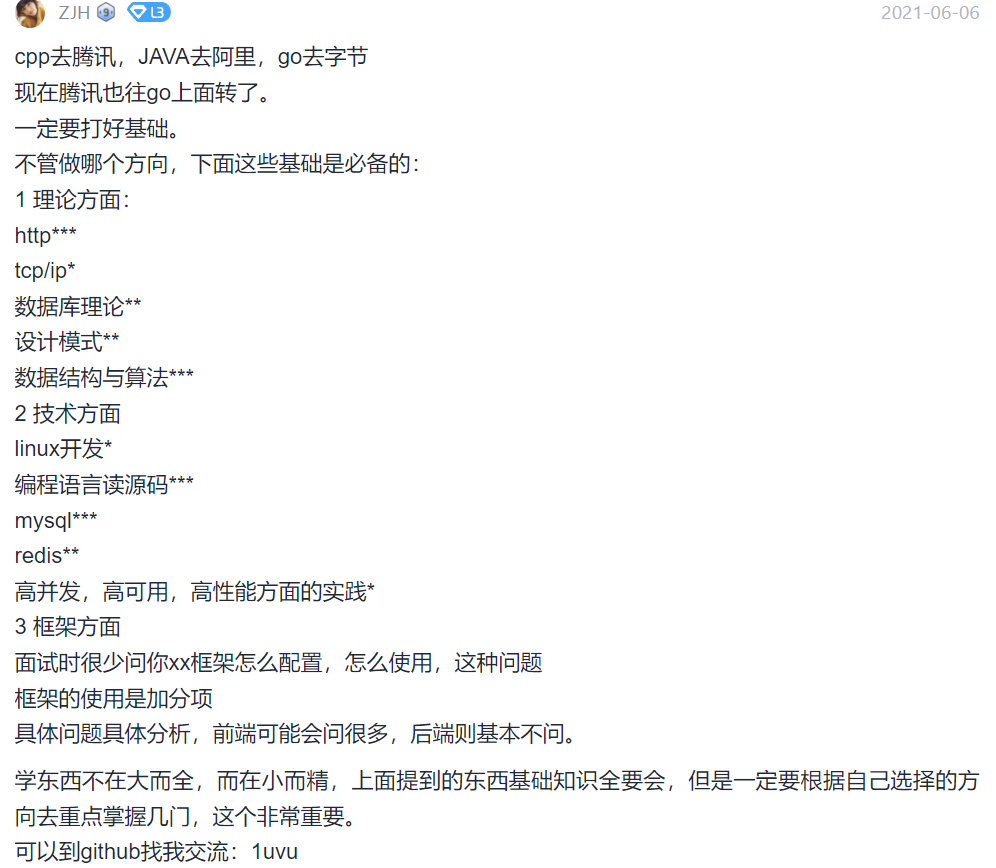 ZJH 9 L3 2021-06-06
cpp去腾讯，JAVA去阿里，go去字节
现在腾讯也往go上面转了。
一定要打好基础。
不管做哪个方向，下面这些基础是必备的：
1 理论方面：
http***
tcp/ip*
数据库理论**
设计模式**
数据结构与算法***
2 技术方面
linux开发*
编程语言读源码***
mysql***
redis**
高并发，高可用，高性能方面的实践*
3 框架方面
面试时很少问你xx框架怎么配置，怎么使用，这种问题
框架的使用是加分项
具体问题具体分析，前端可能会问很多，后端则基本不问。
学东西不在大而全，而在小而精，上面提到的东西基础知识全要会，但是一定要根据自己选择的方
向去重点掌握几门，这个非常重要。
可以到github找我交流：1uvu